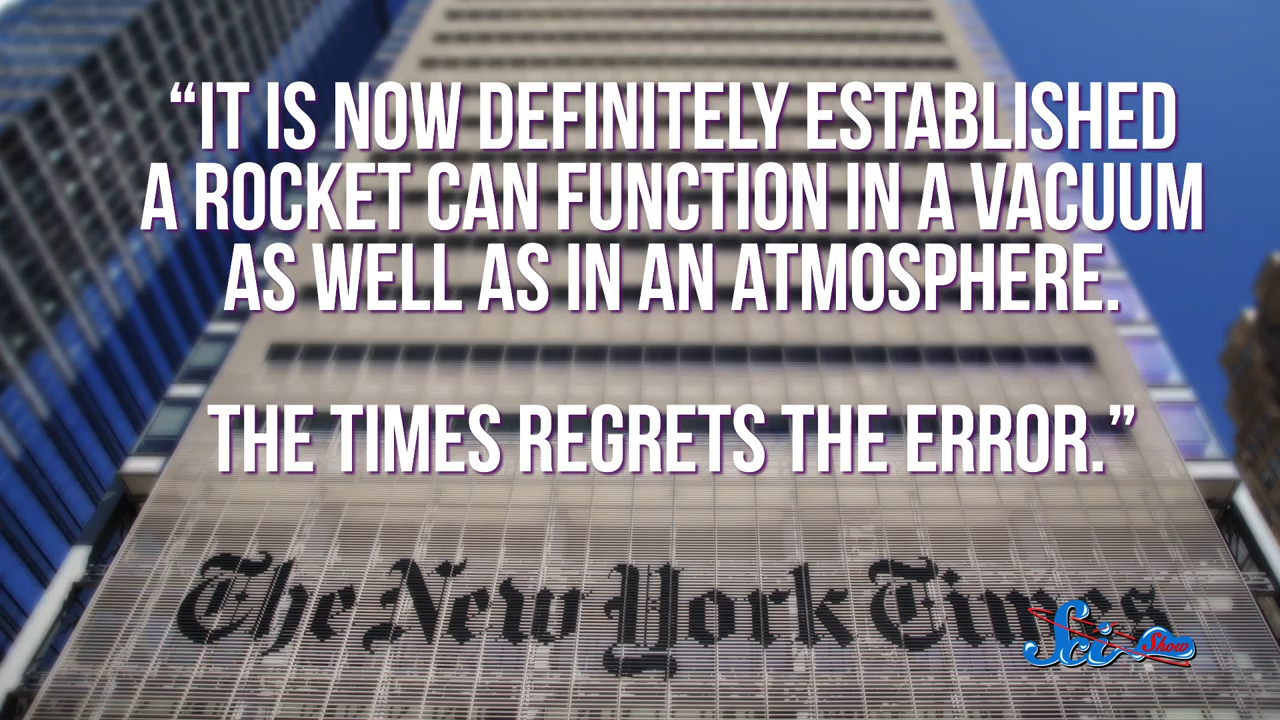 “IT IS NOW DEFINITELY ESTABLISHED
A ROCKET CAN FUNCTION IN A VACUUM
AS WELL AS IN AN ATMOSPHERE.
THE TIMES REGRETS THE ERROR.”
The New York Times
Sci Show